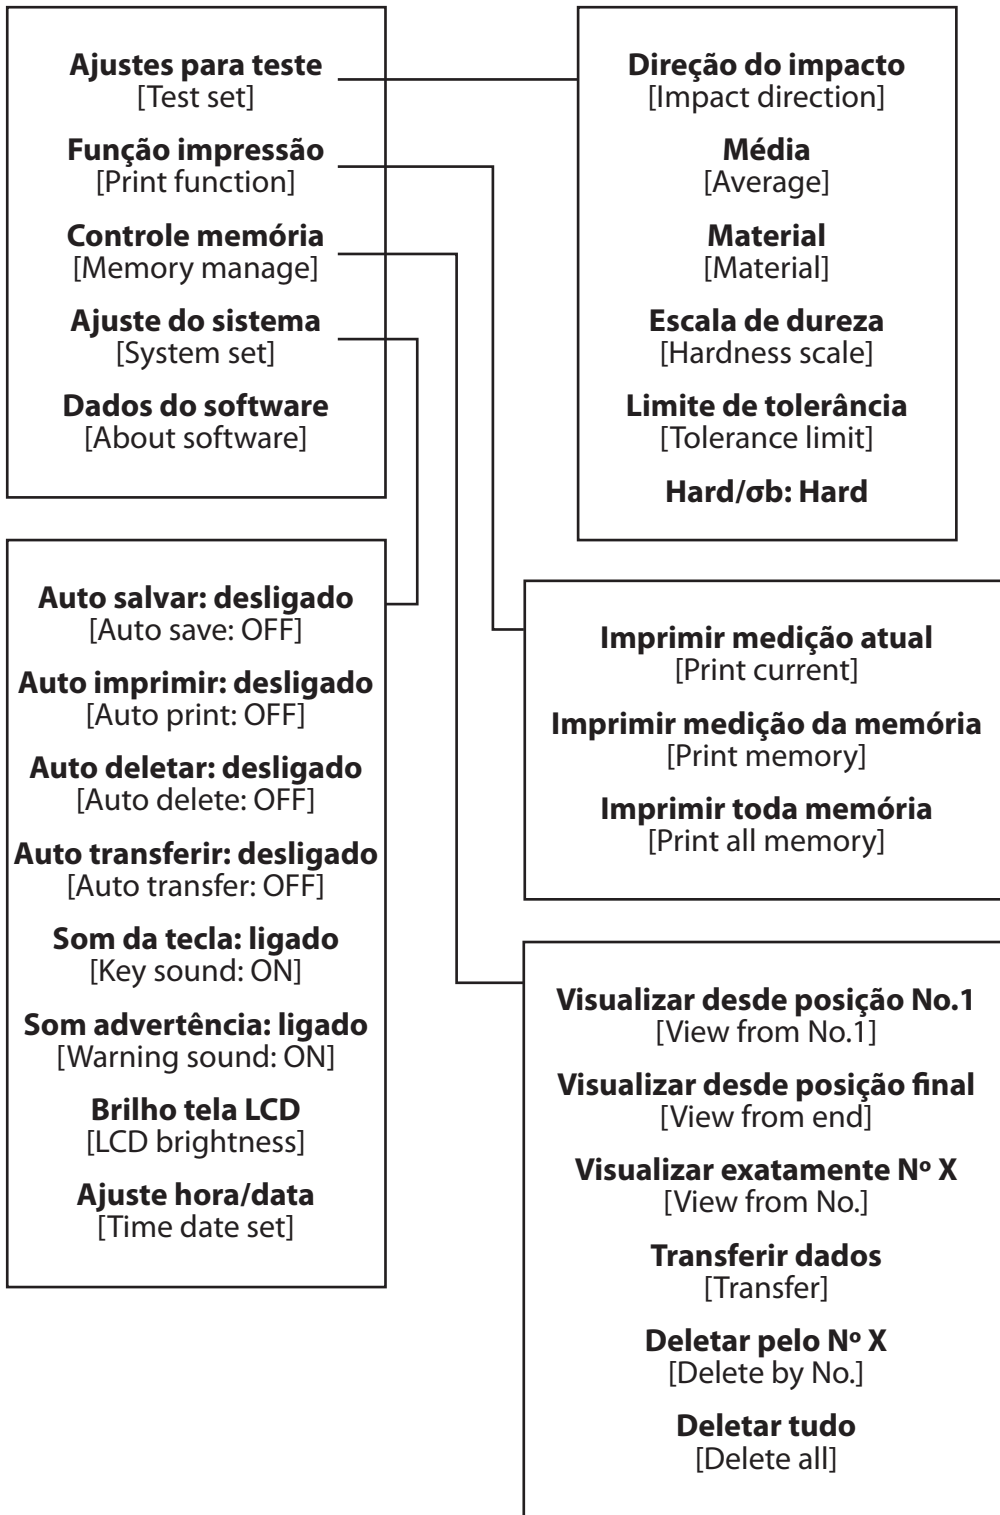 Ajustes para teste
[Test set]
Função impressão
[Print function]
Controle memória
[Memory manage]
Ajuste do sistema
[System set]
Dados do software
[About software]
Direção do impacto
[Impact direction]
Média
[Average]
Material
[Material]
Escala de dureza
[Hardness scale]
Limite de tolerância
[Tolerance limit]
Hard/σb: Hard
Auto salvar: desligado
[Auto save: OFF]
Auto imprimir: desligado
[Auto print: OFF]
Auto deletar: desligado
[Auto delete: OFF]
Auto transferir: desligado
[Auto transfer: OFF]
Som da tecla: ligado
[Key sound: ON]
Som advertência: ligado
[Warning sound: ON]
Brilho tela LCD
[LCD brightness]
Ajuste hora/data
[Time date set]
Imprimir medição atual
[Print current]
Imprimir medição da memória
[Print memory]
Imprimir toda memória
[Print all memory]
Visualizar desde posição No.1
[View from No.1]
Visualizar desde posição final
[View from end]
Visualizar exatamente Nº X
[View from No.]
Transferir dados
[Transfer]
Deletar pelo Nº X
[Delete by No.]
Deletar tudo
[Delete all]